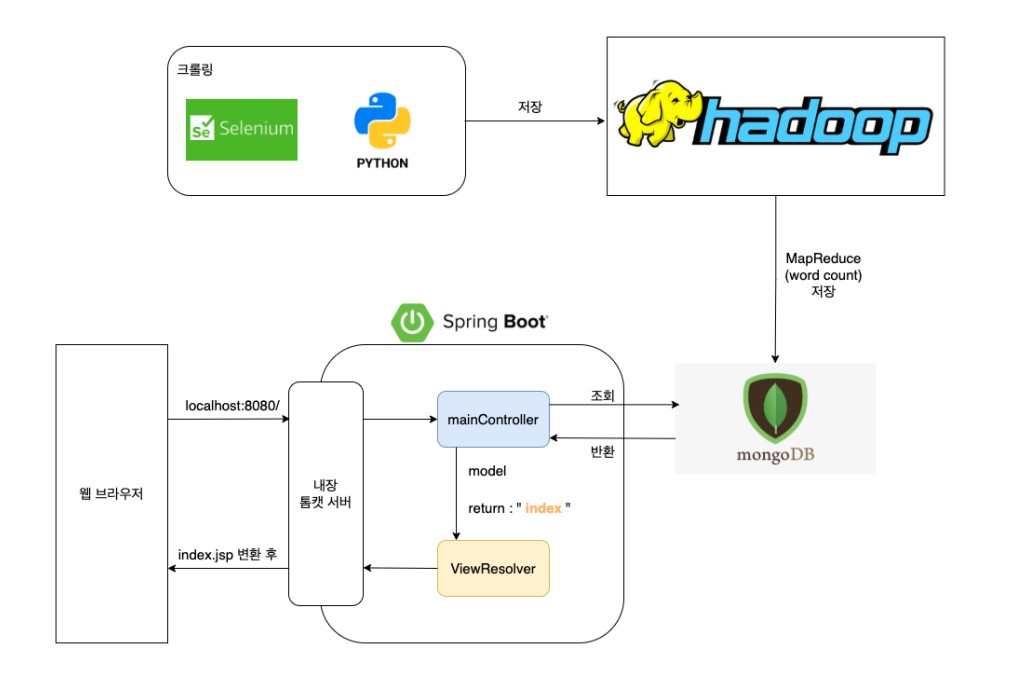 크롤링
Se Selenium
PYTHON
저장
hadoop
MapReduce
(word count)
저장
Spring Boot
웹 브라우저
localhost:8080/
내장
톰캣 서버
mainController
조회
반환
mongoDB
model
return : " index "
ViewResolver
index.jsp 변환 후